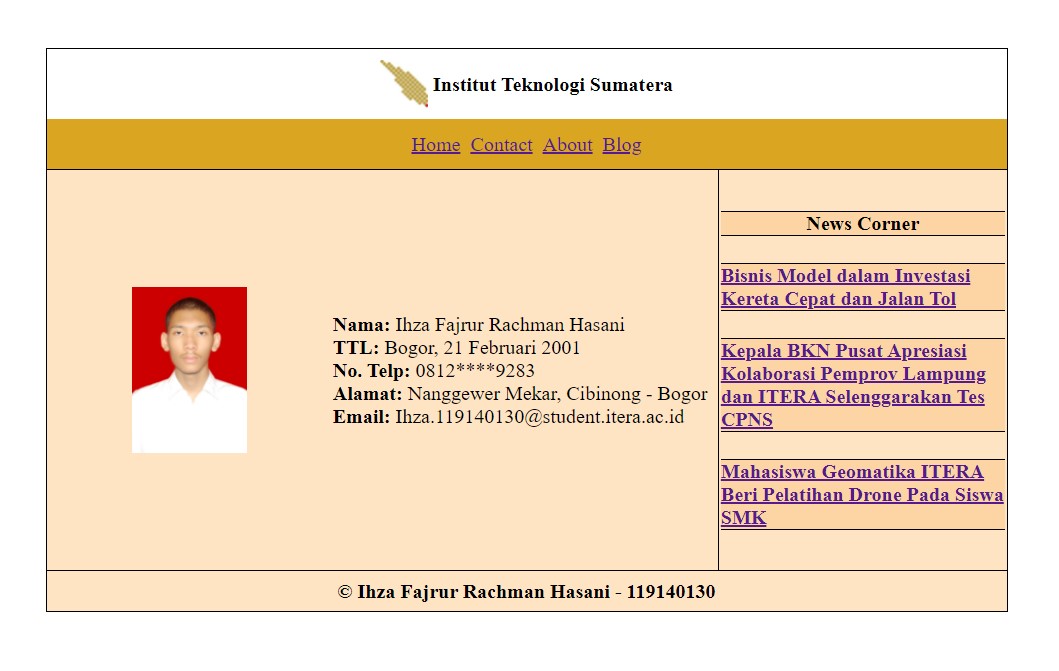 Institut Teknologi Sumatera
Home Contact About Blog
Nama: Ihza Fajrur Rachman Hasani
TTL: Bogor, 21 Februari 2001
No. Telp: 0812****9283
Alamat: Nanggewer Mekar, Cibinong - Bogor
Email: Ihza.119140130@student.itera.ac.id
News Corner
Bisnis Model dalam Investasi
Kereta Cepat dan Jalan Tol
Kepala BKN Pusat Apresiasi
Kolaborasi Pemprov Lampung
dan ITERA Selenggarakan Tes
CPNS
Mahasiswa Geomatika ITERA
Beri Pelatihan Drone Pada Siswa
SMK
© Ihza Fajrur Rachman Hasani - 119140130